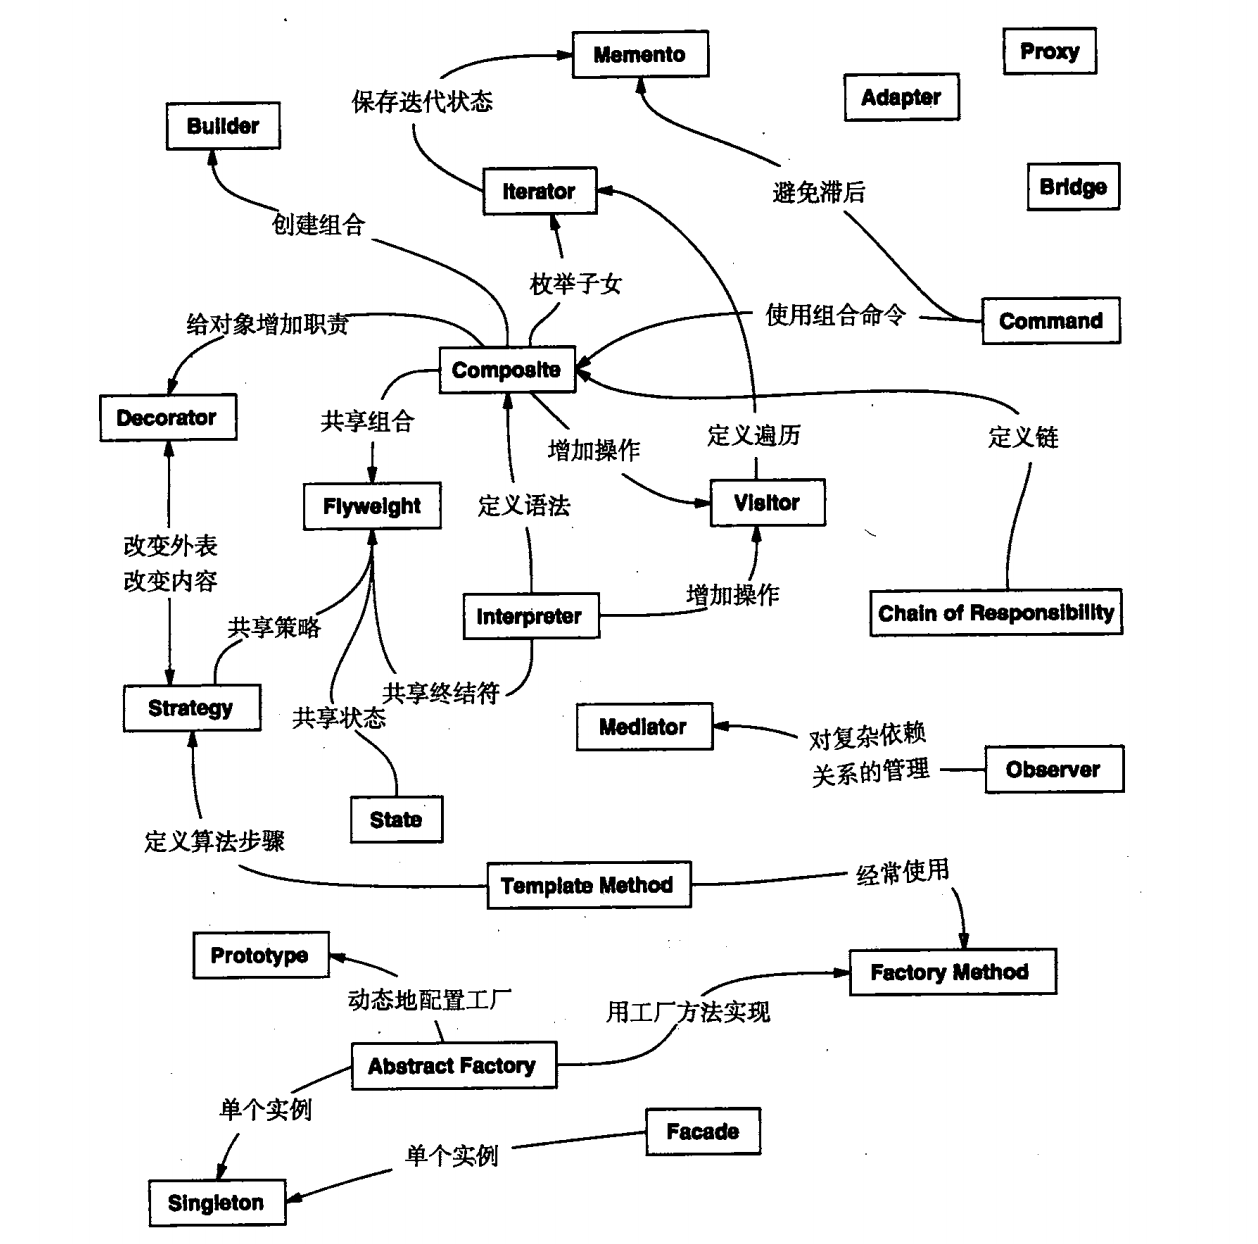 Memento
Proxy
Adapter
保存迭代状态
Builder
Iterator
避免滞后
Bridge
创建组合
枚举子女
给对象增加职责
使用组合命令
Command
Composite
Decorator
共享组合
增加操作
定义遍历
定义链
Flyweight
定义语法
Visitor
改变外表
改变内容
增加操作
Interpreter
Chain of Responsibility
共享策略
共享终结符
Strategy
共享状态
Mediator
对复杂依赖
关系的管理
Observer
State
定义算法步骤
Template Method
经常使用
Prototype
Factory Method
动态地配置工厂
用工厂方法实现
Abstract Factory
单个实例
Facade
单个实例
Singleton